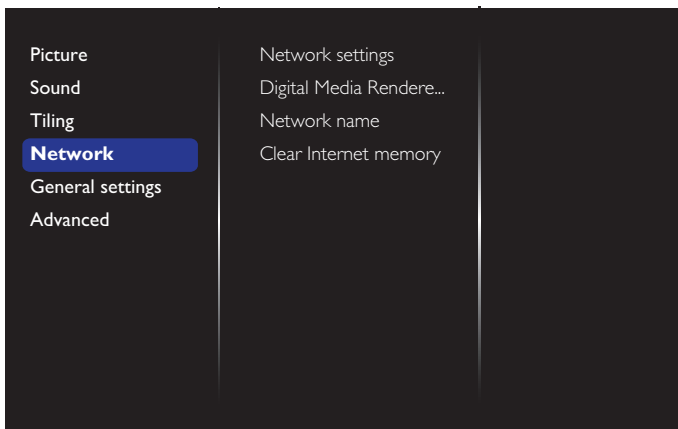 Picture
Sound
Tiling
Network
General settings
Advanced
Network settings
Digital Media Rendere...
Network name
Clear Internet memory